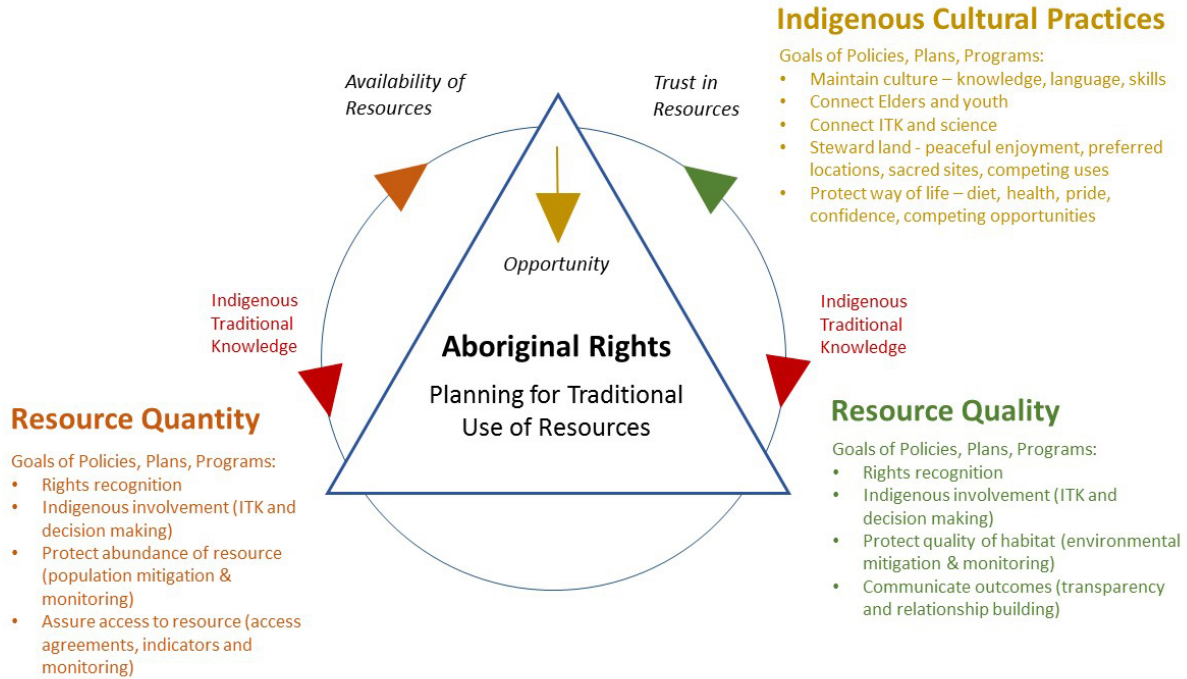 Indigenous Cultural Practices
Goals of Policies, Plans, Programs:
• Maintain culture – knowledge, language, skills
• Connect Elders and youth
• Connect ITK and science
• Steward land - peaceful enjoyment, preferred
locations, sacred sites, competing uses
• Protect way of life – diet, health, pride,
confidence, competing opportunities
Availability of
Resources
Trust in
Resources
Opportunity
Indigenous
Traditional
Knowledge
Indigenous
Traditional
Knowledge
Aboriginal Rights
Planning for Traditional
Use of Resources
Resource Quantity
Goals of Policies, Plans, Programs:
• Rights recognition
• Indigenous involvement (ITK and
decision making)
• Protect abundance of resource
(population mitigation &
monitoring)
• Assure access to resource (access
agreements, indicators and
monitoring)
Resource Quality
Goals of Policies, Plans, Programs:
• Rights recognition
• Indigenous involvement (ITK and
decision making)
• Protect quality of habitat (environmental
mitigation & monitoring)
• Communicate outcomes (transparency
and relationship building)